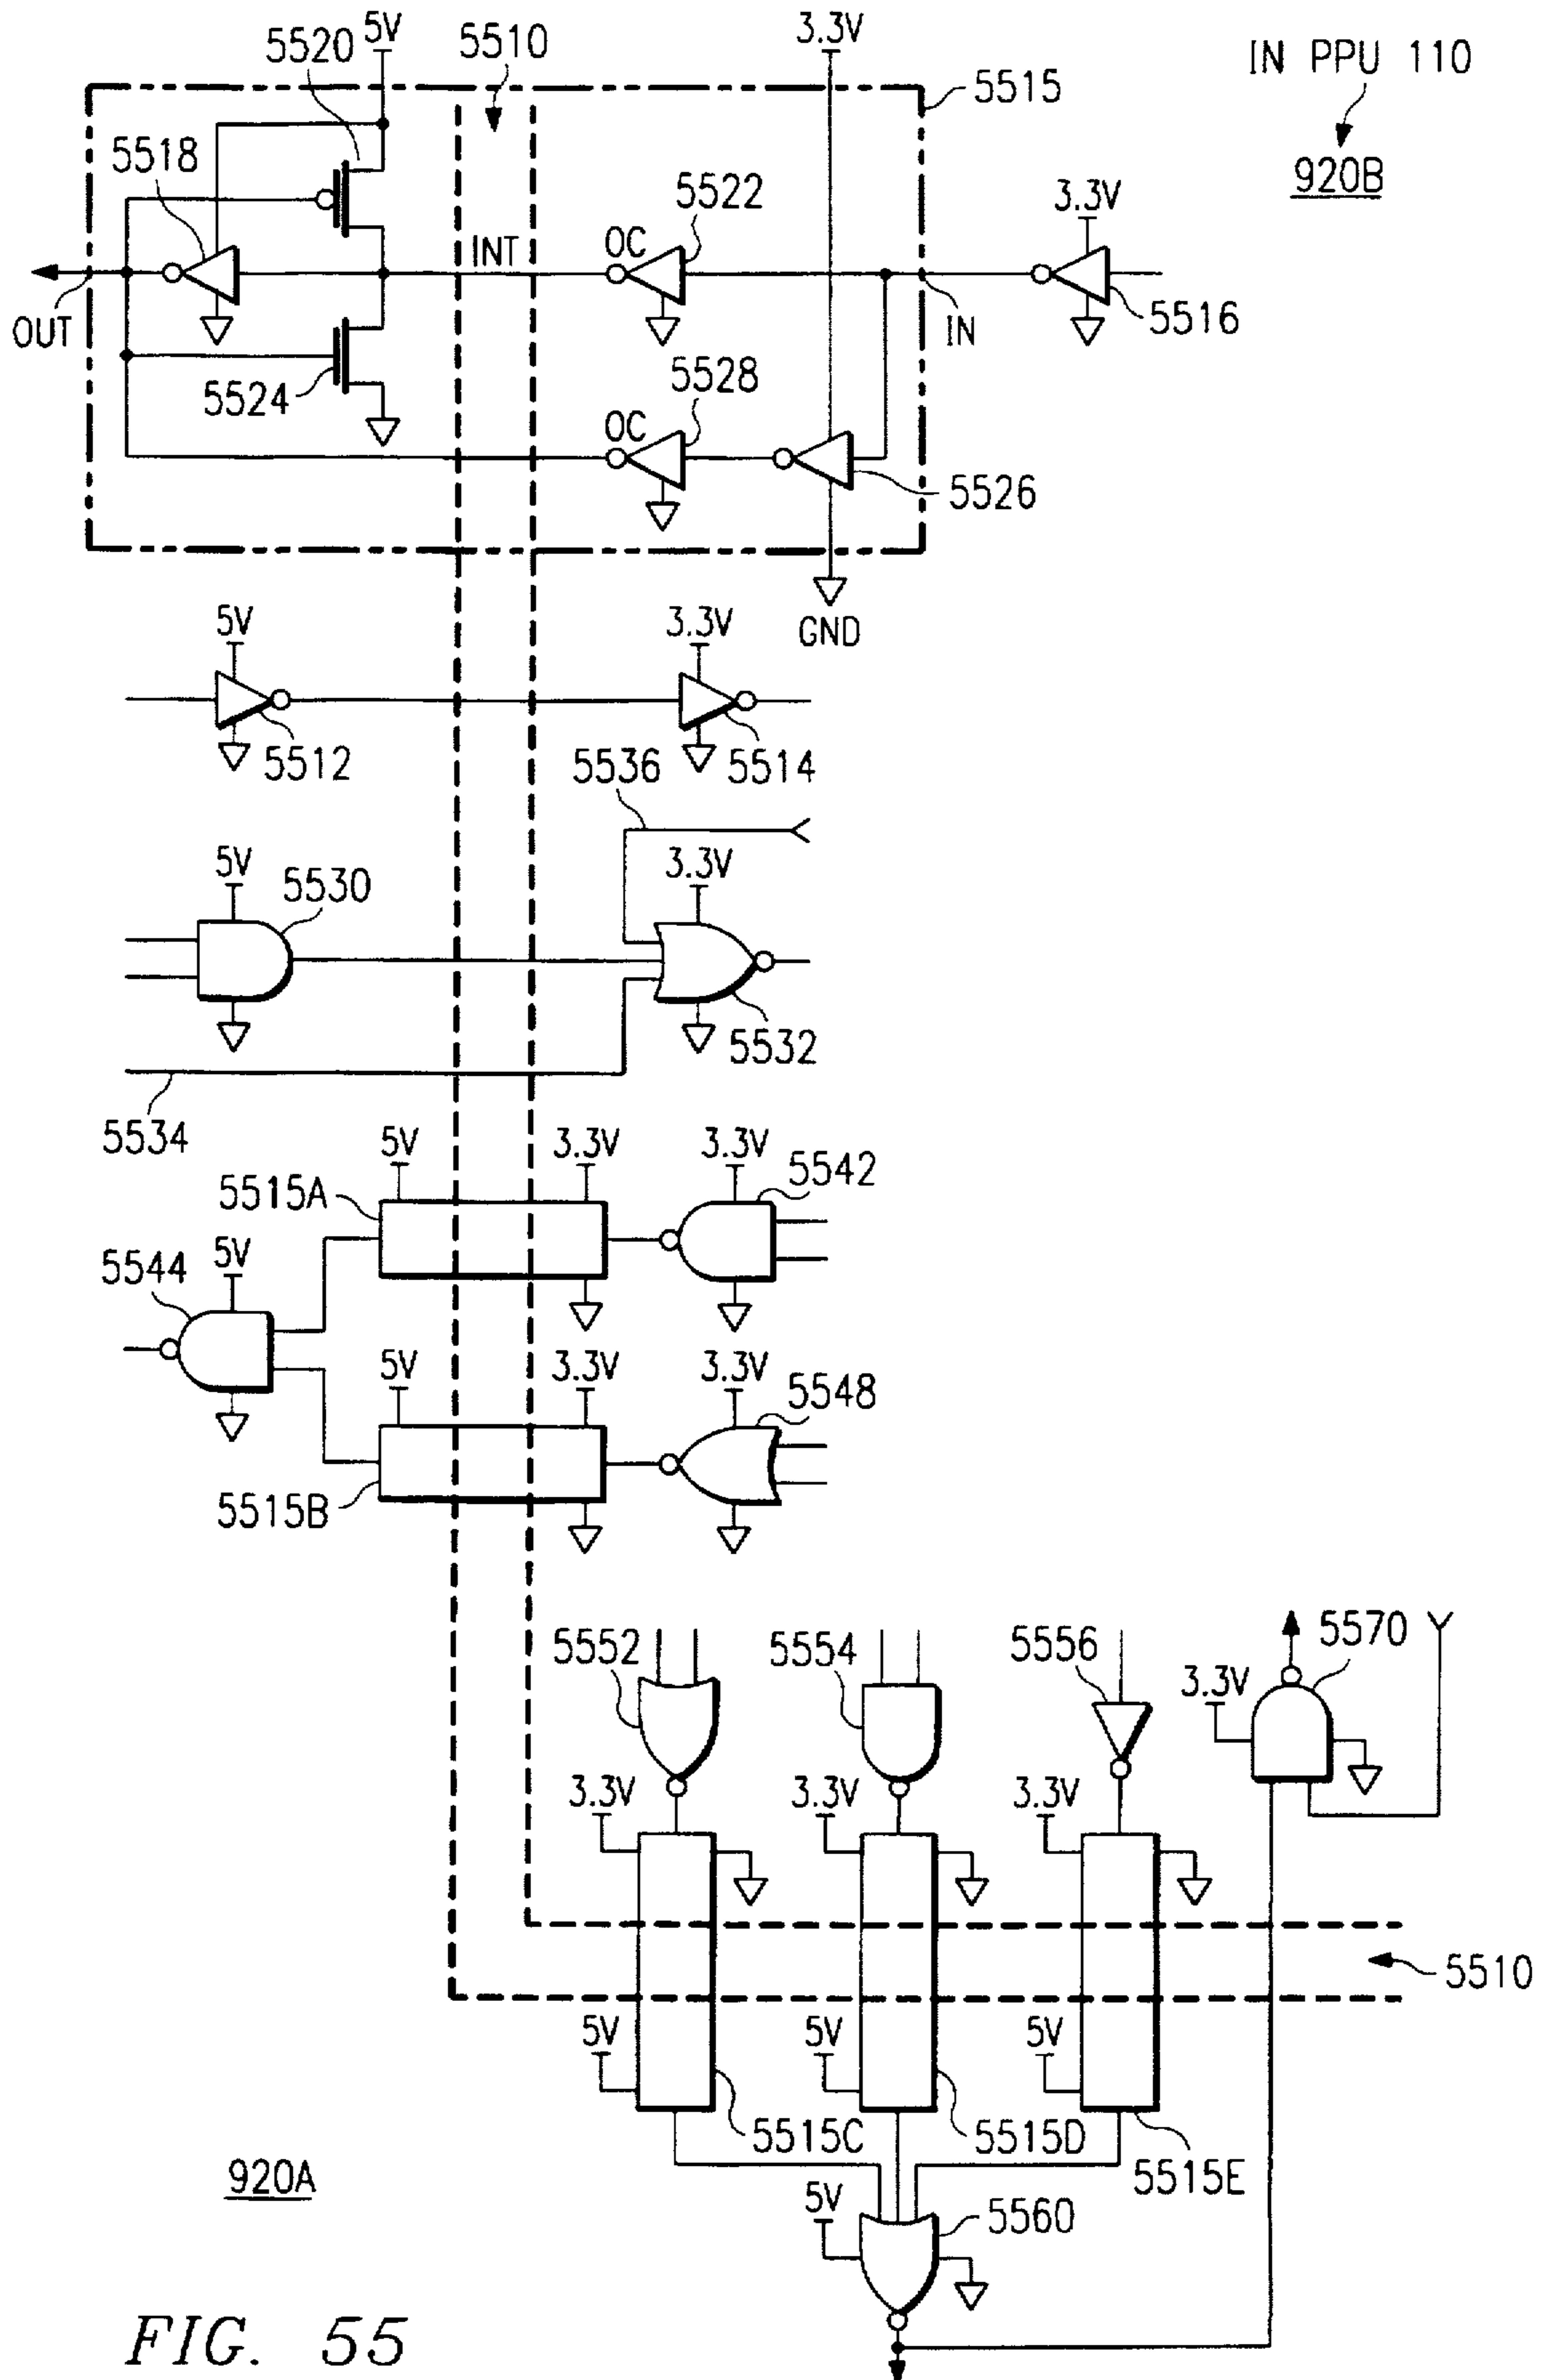 5V
5520
5510
3.3V
IN PPU 110
5515
920B
5518
5522
3.3V
OC
INT
OUT
IN
5516
5524
5528
OC
5526
5V
3.3V
GND
5512
5514
5536
5V
5530
3.3V
5532
5534
5V
3.3V
3.3V
5542
5515A
5544
5V
5V
3.3V
3.3V
5548
5515B
5552
5554
5556
5570
3.3V
3.3V
3.3V
3.3V
5510
5V
5V
5V
5515C
5515D
5515E
920A
5V
5560
FIG. 55